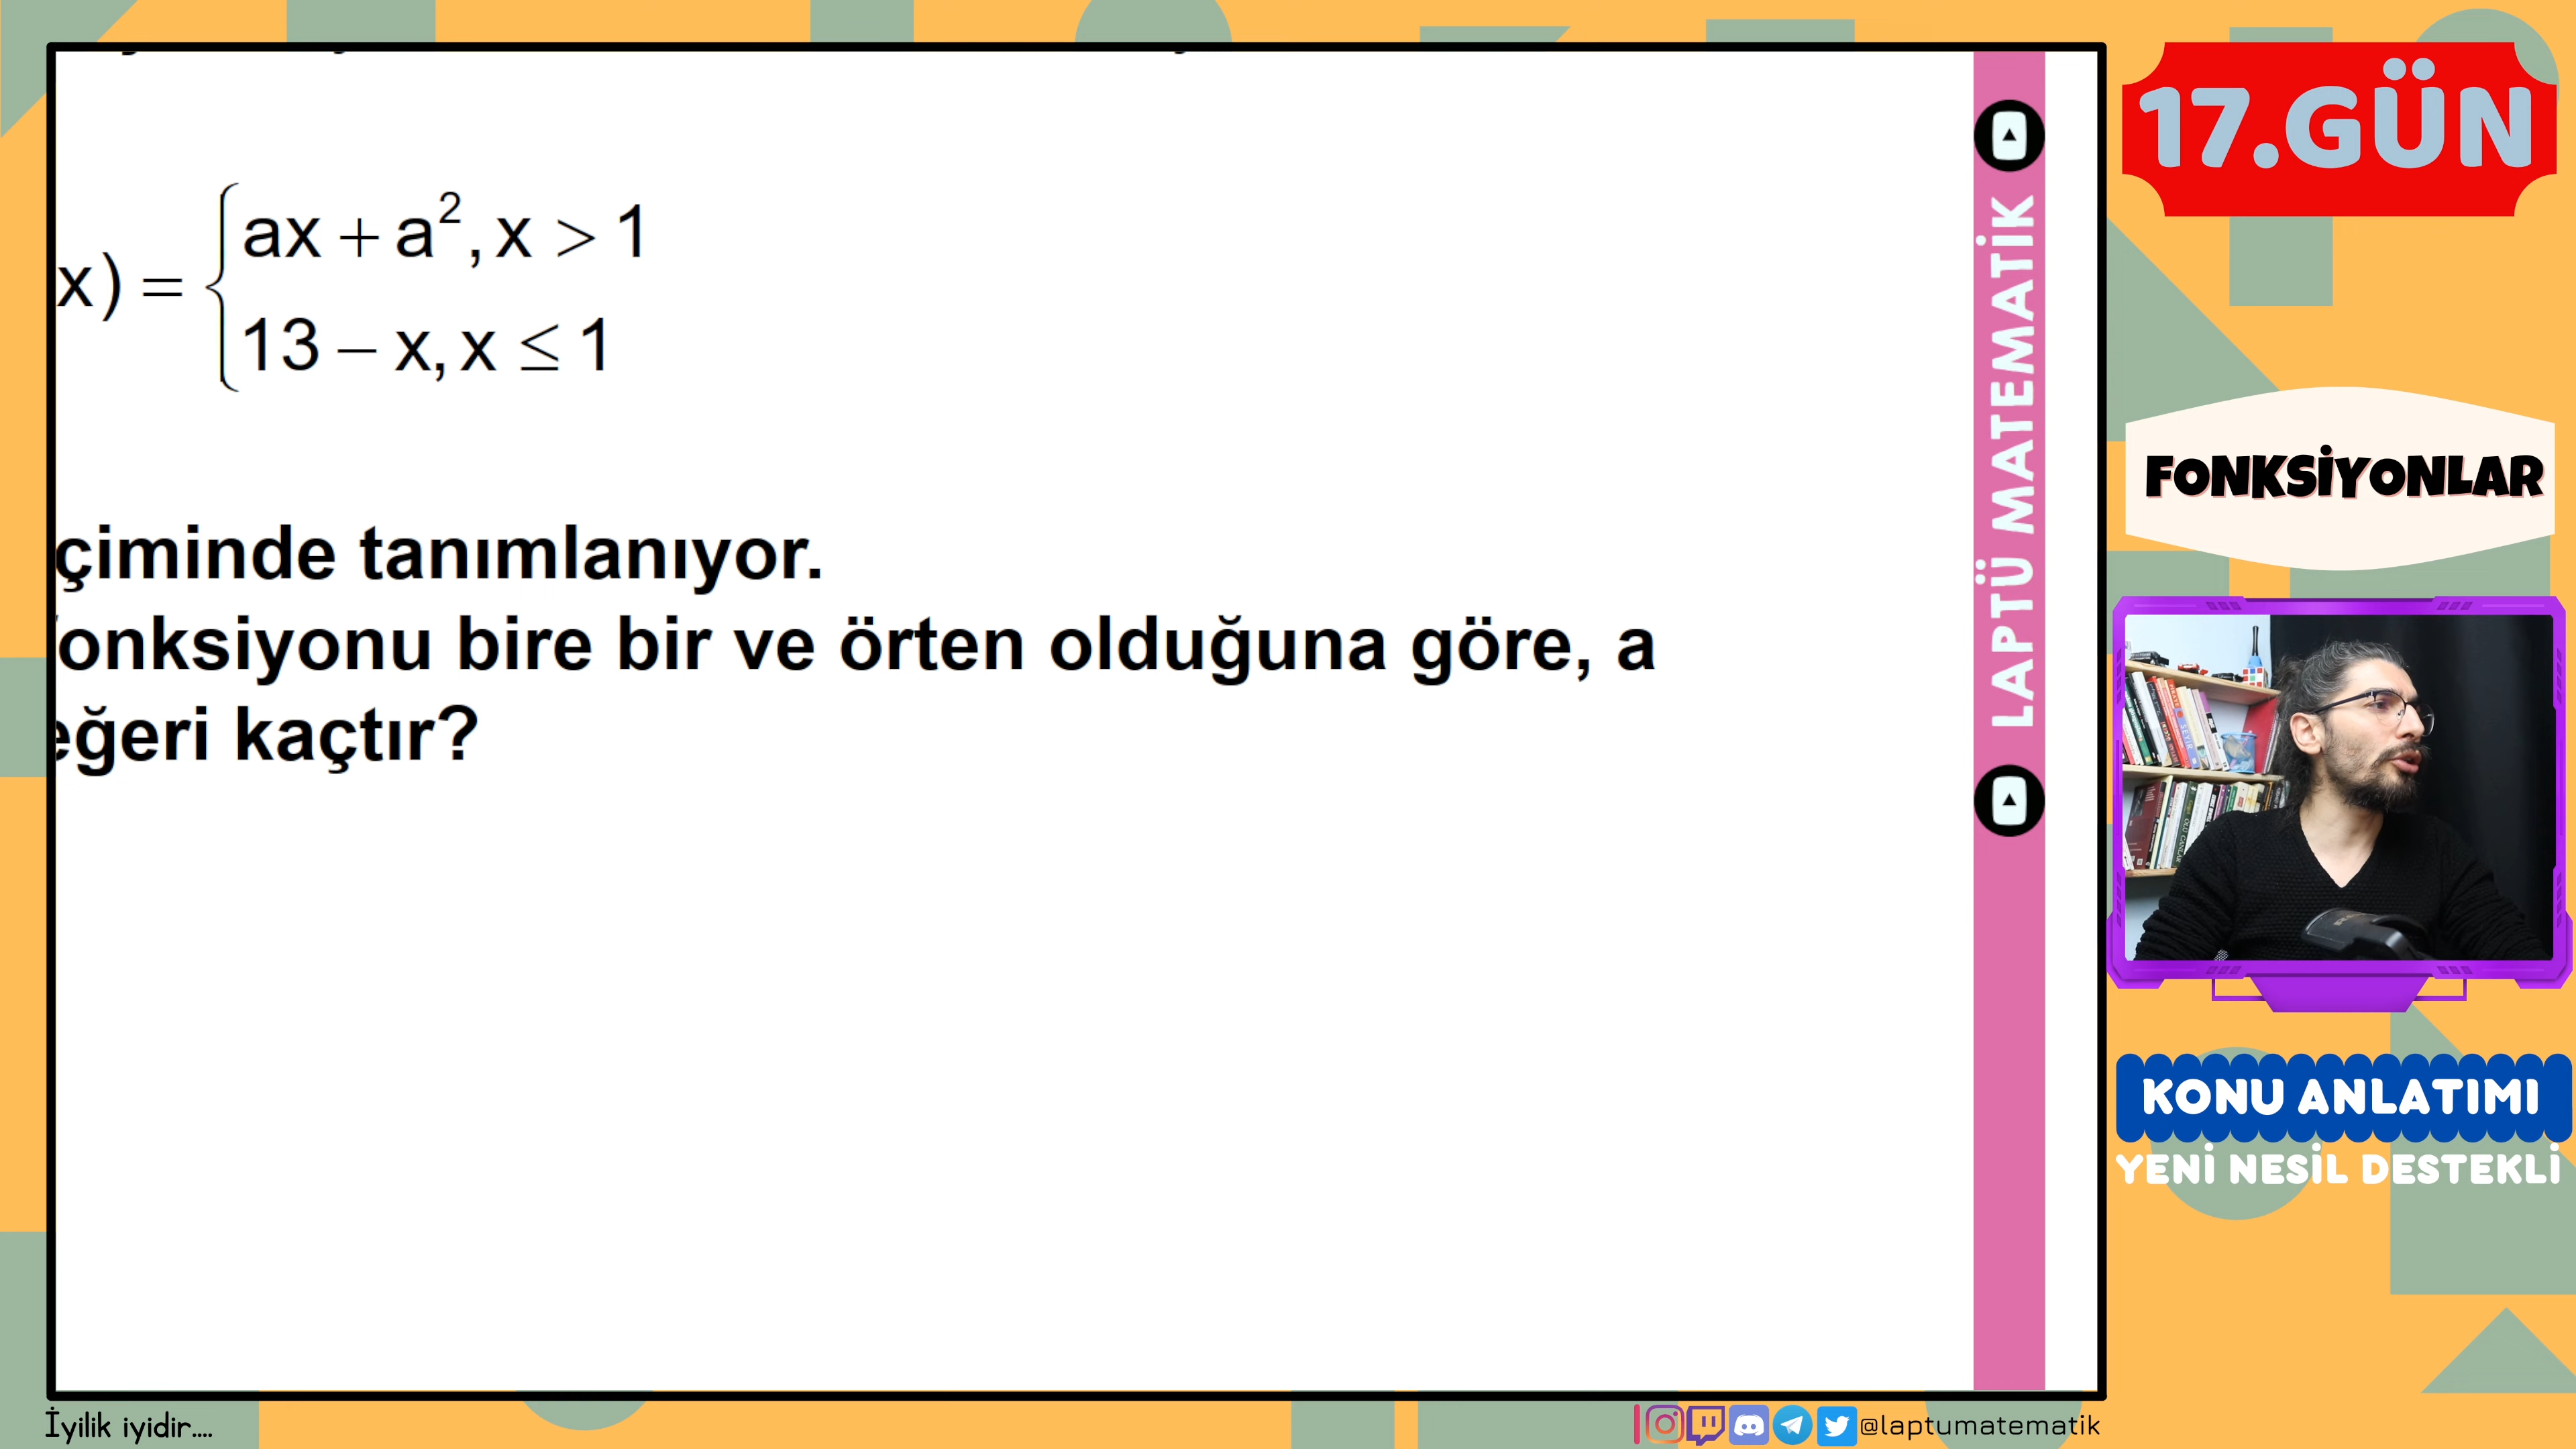 x) = { ax + a², x > 1
13 – x, x ≤ 1
çiminde tanımlanıyor.
onksiyonu bire bir ve örten olduğuna göre, a
eğeri kaçtır?
LAPTÜ MATEMATİK
17.GÜN
FONKSİYONLAR
KONU ANLATIMI
YENİ NESİL DESTEKLİ
İyilik iyidir....
@laptumatematik